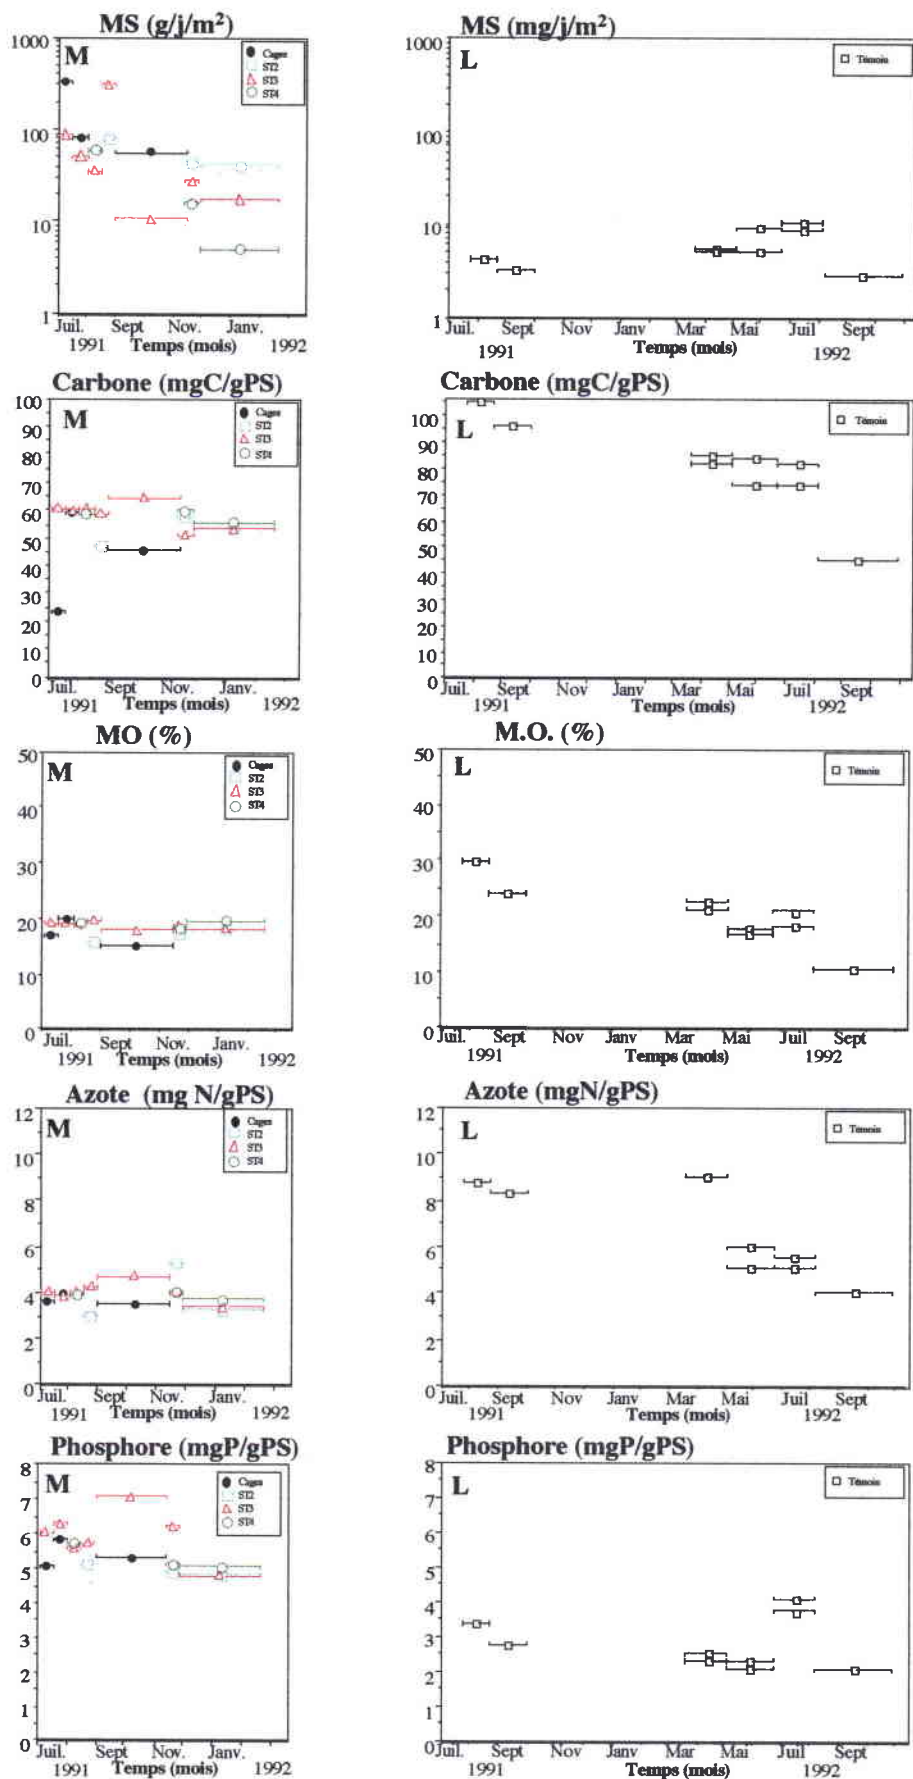 MS (g/j/m²)
M
Cages
ST2
ST3
ST4
1000
100
10
1
Juil. Sept Nov. Janv.
1991 Temps (mois) 1992
MS (mg/j/m²)
L
Témoin
1000
100
10
1
Juil. Sept Nov Janv Mar Mai Juil Sept
1991 Temps (mois) 1992
Carbone (mgC/gPS)
M
Cages
ST2
ST3
ST4
100
90
80
70
60
50
40
30
20
10
0
Juil. Sept Nov. Janv.
1991 Temps (mois) 1992
Carbone (mgC/gPS)
L
Témoin
100
90
80
70
60
50
40
30
20
10
0
Juil. Sept Nov Janv Mar Mai Juil Sept
1991 Temps (mois) 1992
MO (%)
M
Cages
ST2
ST3
ST4
50
40
30
20
10
0
Juil. Sept Nov. Janv.
1991 Temps (mois) 1992
M.O. (%)
L
Témoin
50
40
30
20
10
0
Juil. Sept Nov Janv Mar Mai Juil Sept
1991 Temps (mois) 1992
Azote (mg N/gPS)
M
Cages
ST2
ST3
ST4
12
10
8
6
4
2
0
Juil. Sept Nov. Janv.
1991 Temps (mois) 1992
Azote (mgN/gPS)
L
Témoin
12
10
8
6
4
2
0
Juil. Sept Nov Janv Mar Mai Juil Sept
1991 Temps (mois) 1992
Phosphore (mgP/gPS)
M
Cages
ST2
ST3
ST4
8
7
6
5
4
3
2
1
0
Juil. Sept Nov. Janv.
1991 Temps (mois) 1992
Phosphore (mgP/gPS)
L
Témoin
8
7
6
5
4
3
2
1
0
Juil. Sept Nov Janv Mar Mai Juil Sept
1991 Temps (mois) 1992